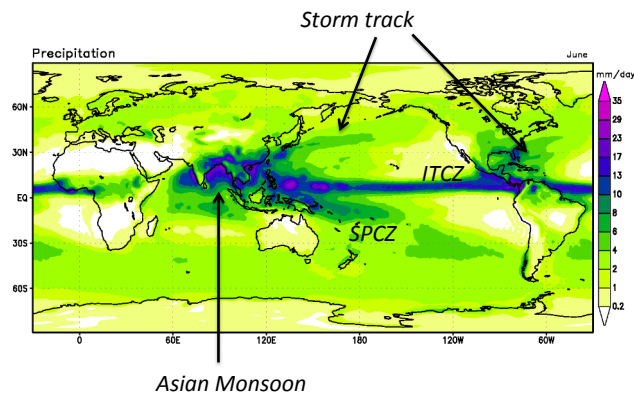 Storm track
Precipitation
June
mm/day
60N
30N
EQ
30S
60S
0
60E
120E
180
120W
60W
35
29
23
17
13
10
8
6
4
2
1
0.2
ITCZ
SPCZ
Asian Monsoon